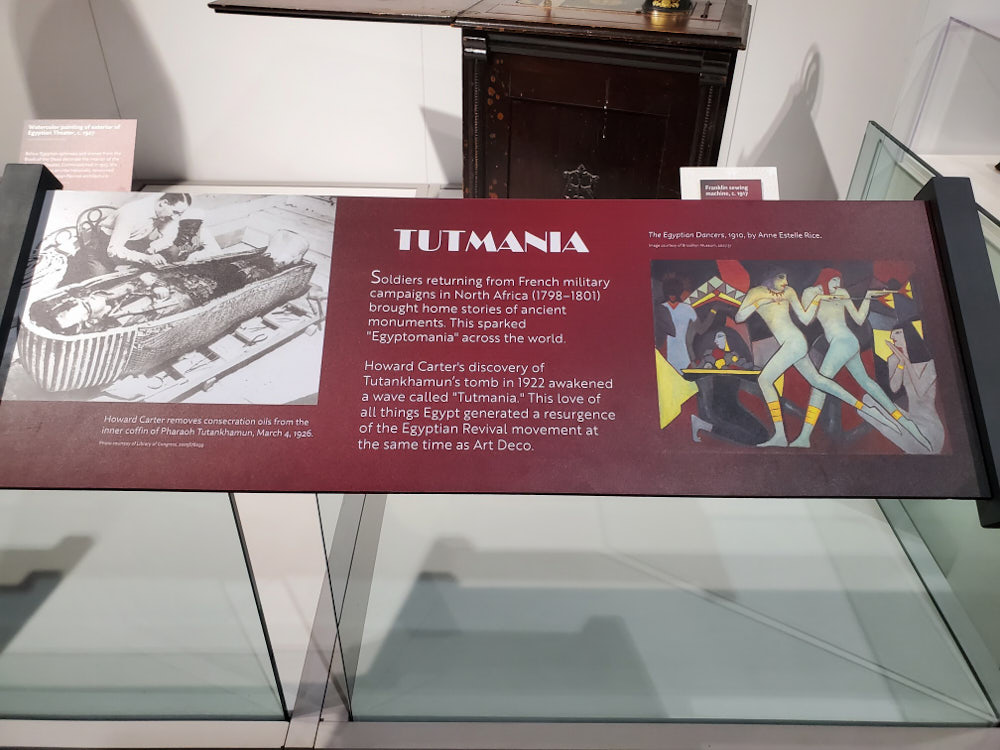 Watercolor painting of exterior of
Egyptian Theater, c. 1927
Franklin sewing
machine, c. 1917
TUTMANIA
Soldiers returning from French military
campaigns in North Africa (1798–1801)
brought home stories of ancient
monuments. This sparked
"Egyptomania" across the world.
Howard Carter's discovery of
Tutankhamun's tomb in 1922 awakened
a wave called "Tutmania." This love of
all things Egypt generated a resurgence
of the Egyptian Revival movement at
the same time as Art Deco.
Howard Carter removes consecration oils from the
inner coffin of Pharaoh Tutankhamun, March 4, 1926.
Photo courtesy of Library of Congress,
The Egyptian Dancers, 1910, by Anne Estelle Rice.
Image courtesy of Brooklyn Museum,